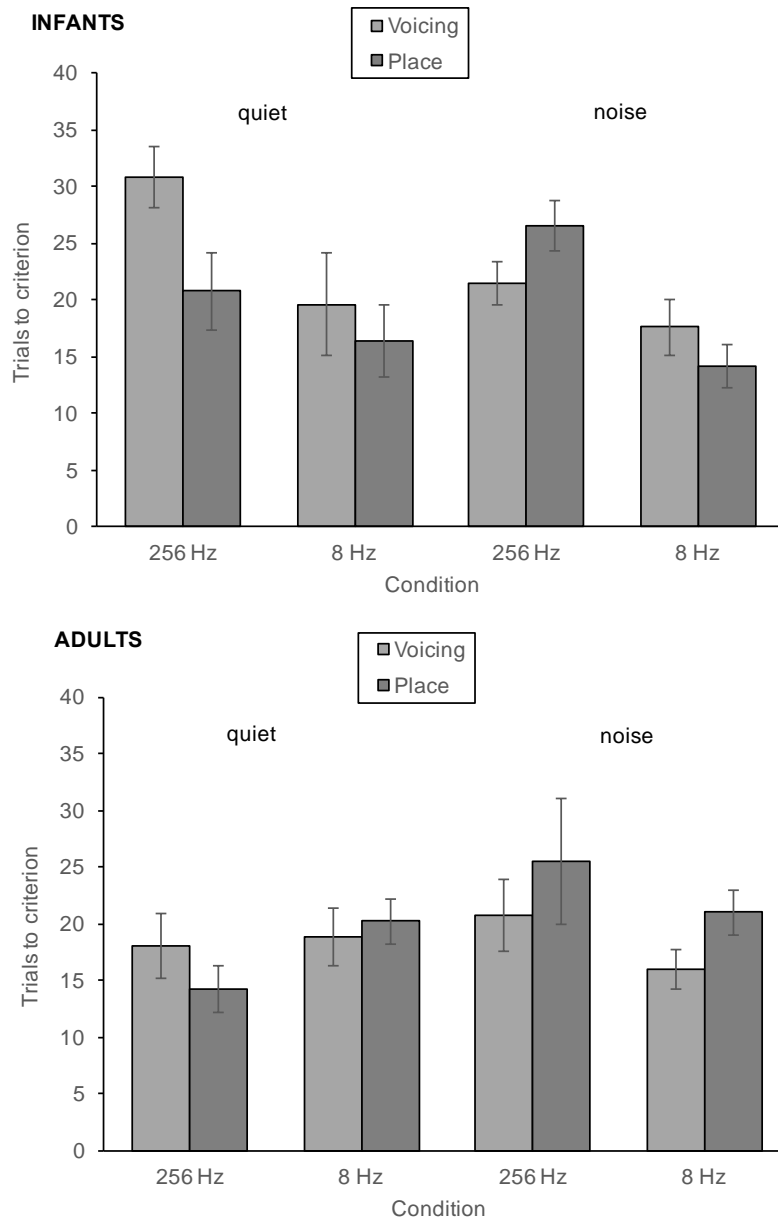 INFANTS
Voicing
Place
quiet
noise
Trials to criterion
40
35
30
25
20
15
10
5
0
256 Hz 8 Hz 256 Hz 8 Hz
Condition
ADULTS
Voicing
Place
quiet
noise
Trials to criterion
40
35
30
25
20
15
10
5
0
256 Hz 8 Hz 256 Hz 8 Hz
Condition